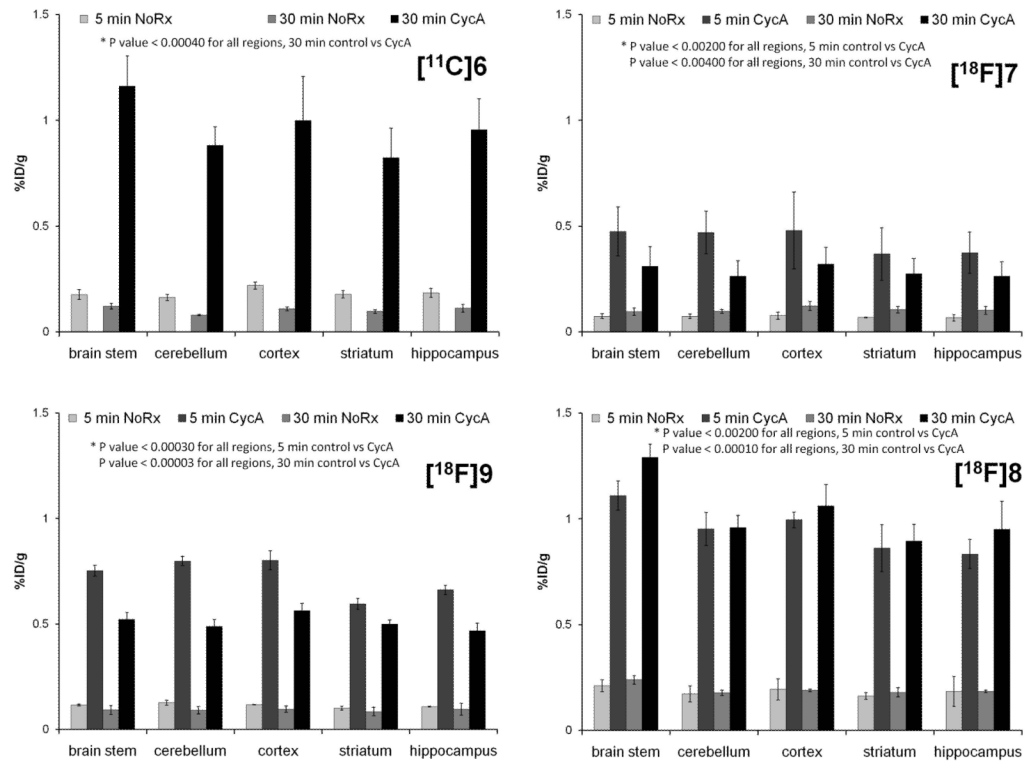 5 min NoRx 30 min NoRx 30 min CycA
* P value < 0.00040 for all regions, 30 min control vs CycA
[¹¹C]6
1.5
1
0.5
0
%ID/g
brain stem cerebellum cortex striatum hippocampus
5 min NoRx 5 min CycA 30 min NoRx 30 min CycA
* P value < 0.00200 for all regions, 5 min control vs CycA
P value < 0.00400 for all regions, 30 min control vs CycA
[¹⁸F]7
1.5
1
0.5
0
%ID/g
brain stem cerebellum cortex striatum hippocampus
5 min NoRx 5 min CycA 30 min NoRx 30 min CycA
* P value < 0.00030 for all regions, 5 min control vs CycA
P value < 0.00003 for all regions, 30 min control vs CycA
[¹⁸F]9
1.5
1
0.5
0
%ID/g
brain stem cerebellum cortex striatum hippocampus
5 min NoRx 5 min CycA 30 min NoRx 30 min CycA
* P value < 0.00200 for all regions, 5 min control vs CycA
P value < 0.00010 for all regions, 30 min control vs CycA
[¹⁸F]8
1.5
1
0.5
0
%ID/g
brain stem cerebellum cortex striatum hippocampus